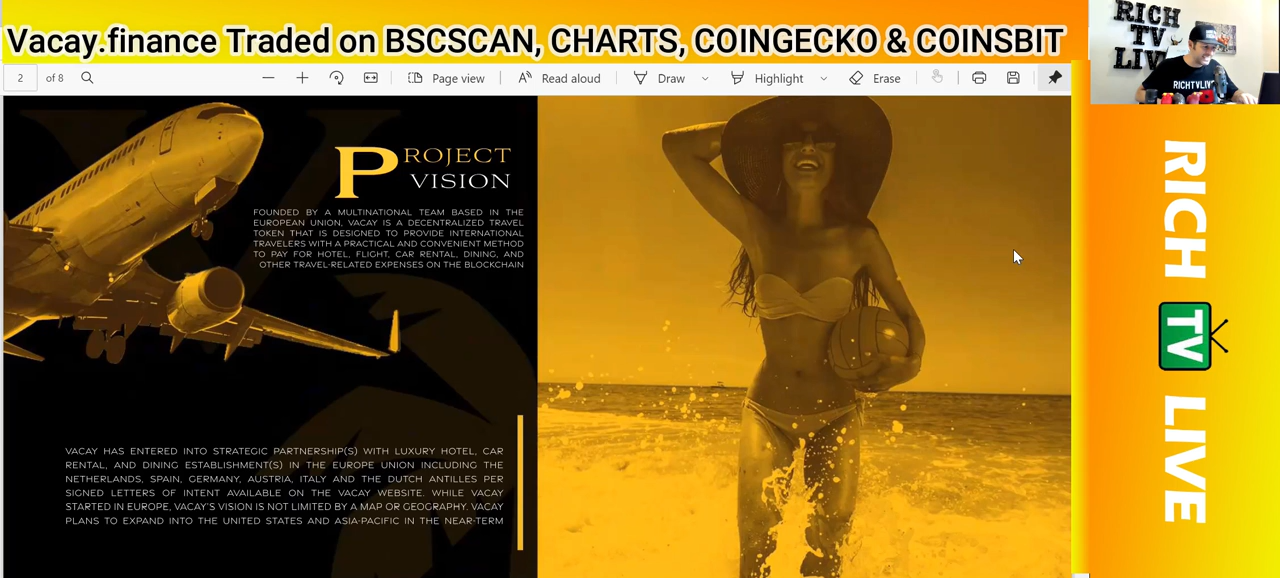 Vacay.finance Traded on BSCSCAN, CHARTS, COINGECKO & COINSBIT
RICH
TV
LIV
RICHTVLIVE
2 of 8
Page view
Read aloud
Draw
Highlight
Erase
PROJECT
VISION
FOUNDED BY A MULTINATIONAL TEAM BASED IN THE
EUROPEAN UNION, VACAY IS A DECENTRALIZED TRAVEL
TOKEN THAT IS DESIGNED TO PROVIDE INTERNATIONAL
TRAVELERS WITH A PRACTICAL AND CONVENIENT METHOD
TO PAY FOR HOTEL, FLIGHT, CAR RENTAL, DINING, AND
OTHER TRAVEL-RELATED EXPENSES ON THE BLOCKCHAIN
VACAY HAS ENTERED INTO STRATEGIC PARTNERSHIP(S) WITH LUXURY HOTEL, CAR
RENTAL, AND DINING ESTABLISHMENT(S) IN THE EUROPE UNION INCLUDING THE
NETHERLANDS, SPAIN, GERMANY, AUSTRIA, ITALY AND THE DUTCH ANTILLES PER
SIGNED LETTERS OF INTENT AVAILABLE ON THE VACAY WEBSITE. WHILE VACAY
STARTED IN EUROPE, VACAY'S VISION IS NOT LIMITED BY A MAP OR GEOGRAPHY. VACAY
PLANS TO EXPAND INTO THE UNITED STATES AND ASIA-PACIFIC IN THE NEAR-TERM
RICH
TV
LIVE